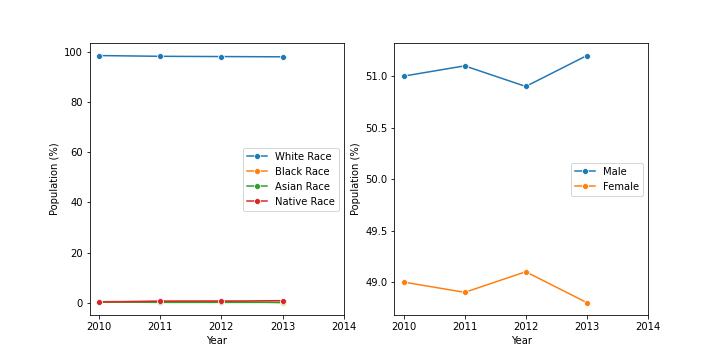 100
80
60
40
20
0
Population (%)
2010 2011 2012 2013 2014
Year
White Race
Black Race
Asian Race
Native Race
51.0
50.5
50.0
49.5
49.0
Population (%)
2010 2011 2012 2013 2014
Year
Male
Female